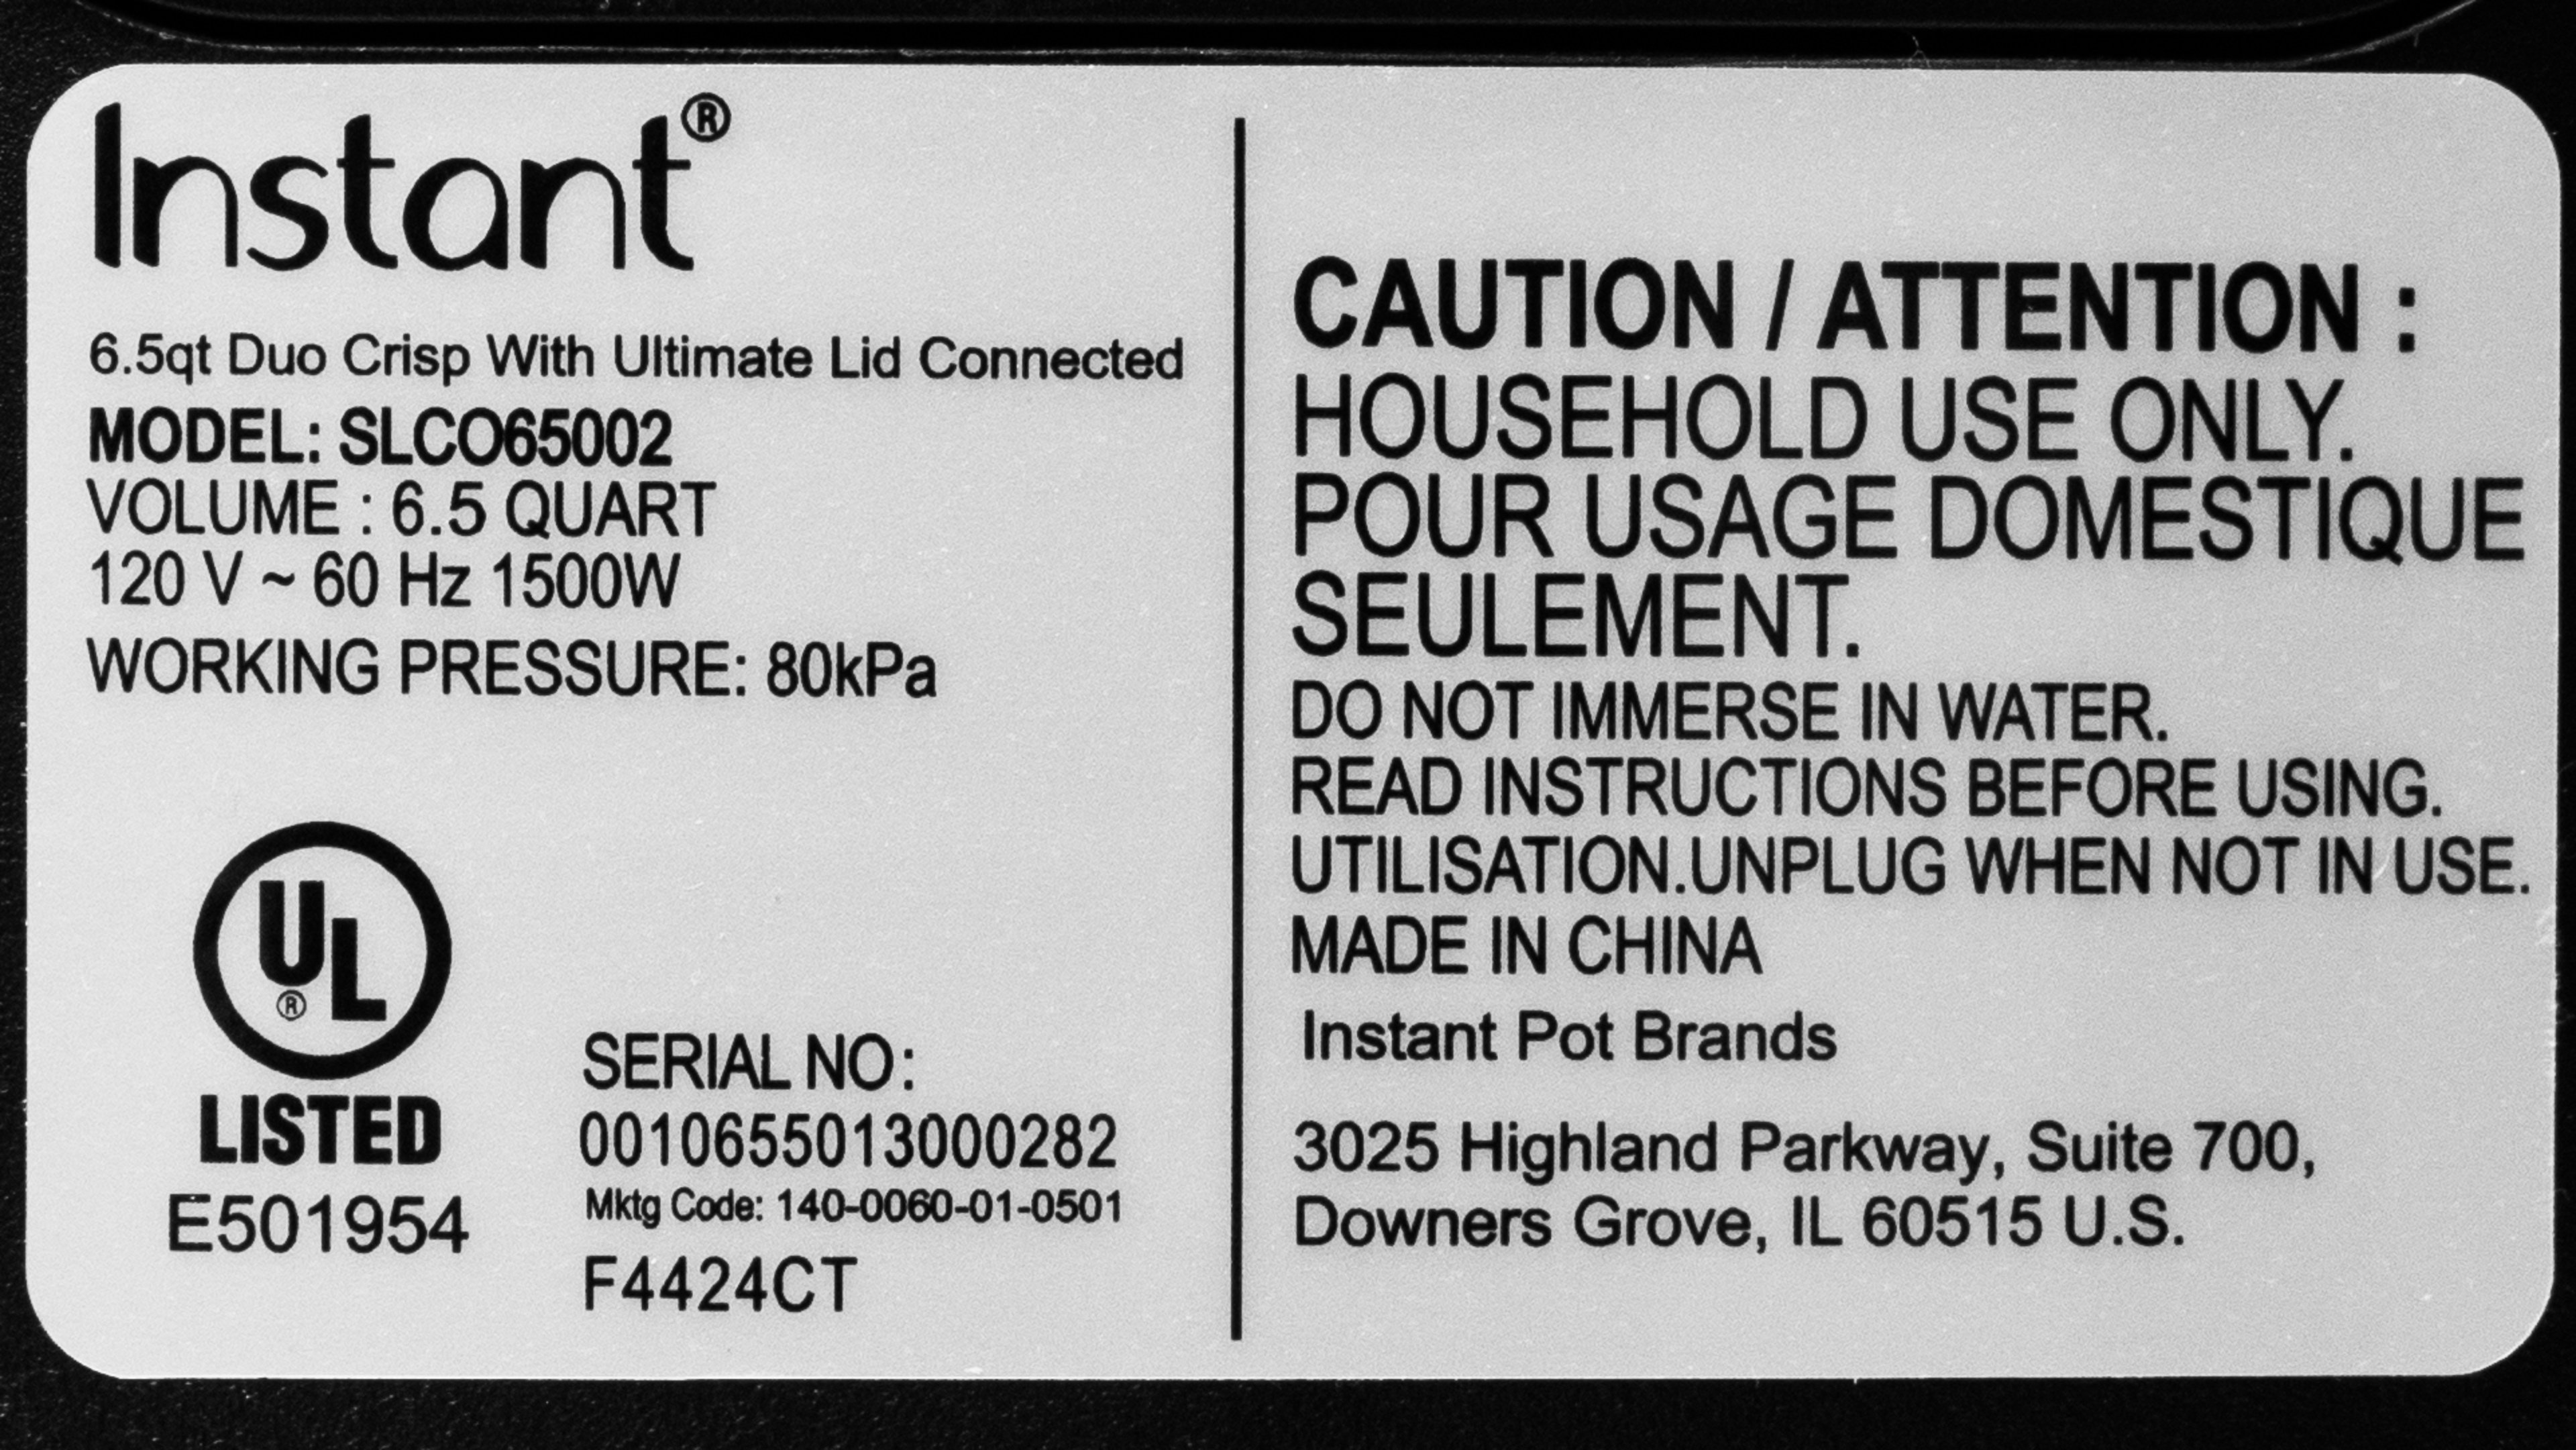 Instant®
6.5qt Duo Crisp With Ultimate Lid Connected
MODEL: SLCO65002
VOLUME : 6.5 QUART
120 V ~ 60 Hz 1500W
WORKING PRESSURE: 80kPa
UL
®
LISTED
E501954
SERIAL NO:
0010655013000282
Mktg Code: 140-0060-01-0501
F4424CT
CAUTION / ATTENTION :
HOUSEHOLD USE ONLY.
POUR USAGE DOMESTIQUE
SEULEMENT.
DO NOT IMMERSE IN WATER.
READ INSTRUCTIONS BEFORE USING.
UTILISATION.UNPLUG WHEN NOT IN USE.
MADE IN CHINA
Instant Pot Brands
3025 Highland Parkway, Suite 700,
Downers Grove, IL 60515 U.S.